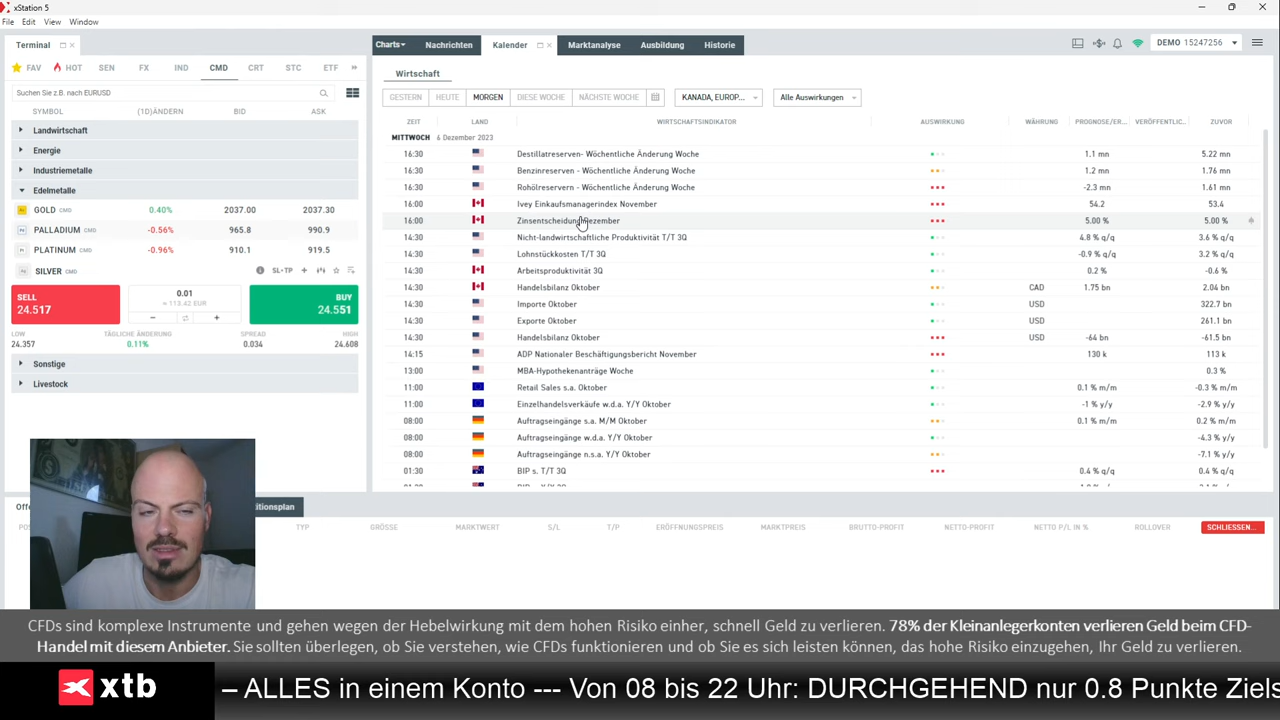 xStation 5
File Edit View Window
Terminal
Charts Nachrichten Kalender Marktanalyse Ausbildung Historie
DEMO 15247256
FAV HOT SEN FX IND CMD CRT STC ETF
Wirtschaft
Suchen Sie z.B. nach EURUSD
GESTERN HEUTE MORGEN DIESE WOCHE NÄCHSTE WOCHE KANADA, EUROP... Alle Auswirkungen
SYMBOL (1D)ÄNDERN BID ASK
Landwirtschaft
Energie
Industriemetalle
Edelmetalle
GOLD CMD 0.40% 2037.00 2037.30
PALLADIUM CMD -0.56% 965.8 990.9
PLATINUM CMD -0.96% 910.1 919.5
SILVER CMD SL+TP
SELL 24.517
0.01
≈ 113.42 EUR
BUY 24.551
LOW TÄGLICHE ÄNDERUNG SPREAD HIGH
24.357 0.11% 0.034 24.608
Sonstige
Livestock
ZEIT LAND WIRTSCHAFTSINDIKATOR AUSWIRKUNG WÄHRUNG PROGNOSE/ER... VERÖFFENTLIC... ZUVOR
MITTWOCH 6 Dezember 2023
16:30 Destillatreserven- Wöchentliche Änderung Woche 1.1 mn 5.22 mn
16:30 Benzinreserven - Wöchentliche Änderung Woche 1.2 mn 1.76 mn
16:30 Rohölreservern - Wöchentliche Änderung Woche -2.3 mn 1.61 mn
16:00 Ivey Einkaufsmanagerindex November 54.2 53.4
16:00 Zinsentscheidung Dezember 5.00 % 5.00 %
14:30 Nicht-landwirtschaftliche Produktivität T/T 3Q 4.8 % q/q 3.6 % q/q
14:30 Lohnstückkosten T/T 3Q -0.9 % q/q 3.2 % q/q
14:30 Arbeitsproduktivität 3Q 0.2 % -0.6 %
14:30 Handelsbilanz Oktober CAD 1.75 bn 2.04 bn
14:30 Importe Oktober USD 322.7 bn
14:30 Exporte Oktober USD 261.1 bn
14:30 Handelsbilanz Oktober USD -64 bn -61.5 bn
14:15 ADP Nationaler Beschäftigungsbericht November 130 k 113 k
13:00 MBA-Hypothekenanträge Woche 0.3 %
11:00 Retail Sales s.a. Oktober 0.1 % m/m -0.3 % m/m
11:00 Einzelhandelsverkäufe w.d.a. Y/Y Oktober -1 % y/y -2.9 % y/y
08:00 Auftragseingänge s.a. M/M Oktober 0.1 % m/m 0.2 % m/m
08:00 Auftragseingänge w.d.a. Y/Y Oktober -4.3 % y/y
08:00 Auftragseingänge n.s.a. Y/Y Oktober -7.1 % y/y
01:30 BIP s. T/T 3Q 0.4 % q/q 0.4 % q/q
TYP GRÖSSE MARKTWERT S/L T/P ERÖFFNUNGSPREIS MARKTPREIS BRUTTO-PROFIT NETTO-PROFIT NETTO P/L IN % ROLLOVER SCHLIESSEN...
CFDs sind komplexe Instrumente und gehen wegen der Hebelwirkung mit dem hohen Risiko einher, schnell Geld zu verlieren. 78% der Kleinanlegerkonten verlieren Geld beim CFD-
Handel mit diesem Anbieter. Sie sollten überlegen, ob Sie verstehen, wie CFDs funktionieren und ob Sie es sich leisten können, das hohe Risiko einzugehen, Ihr Geld zu verlieren.
xtb – ALLES in einem Konto --- Von 08 bis 22 Uhr: DURCHGEHEND nur 0.8 Punkte Ziels